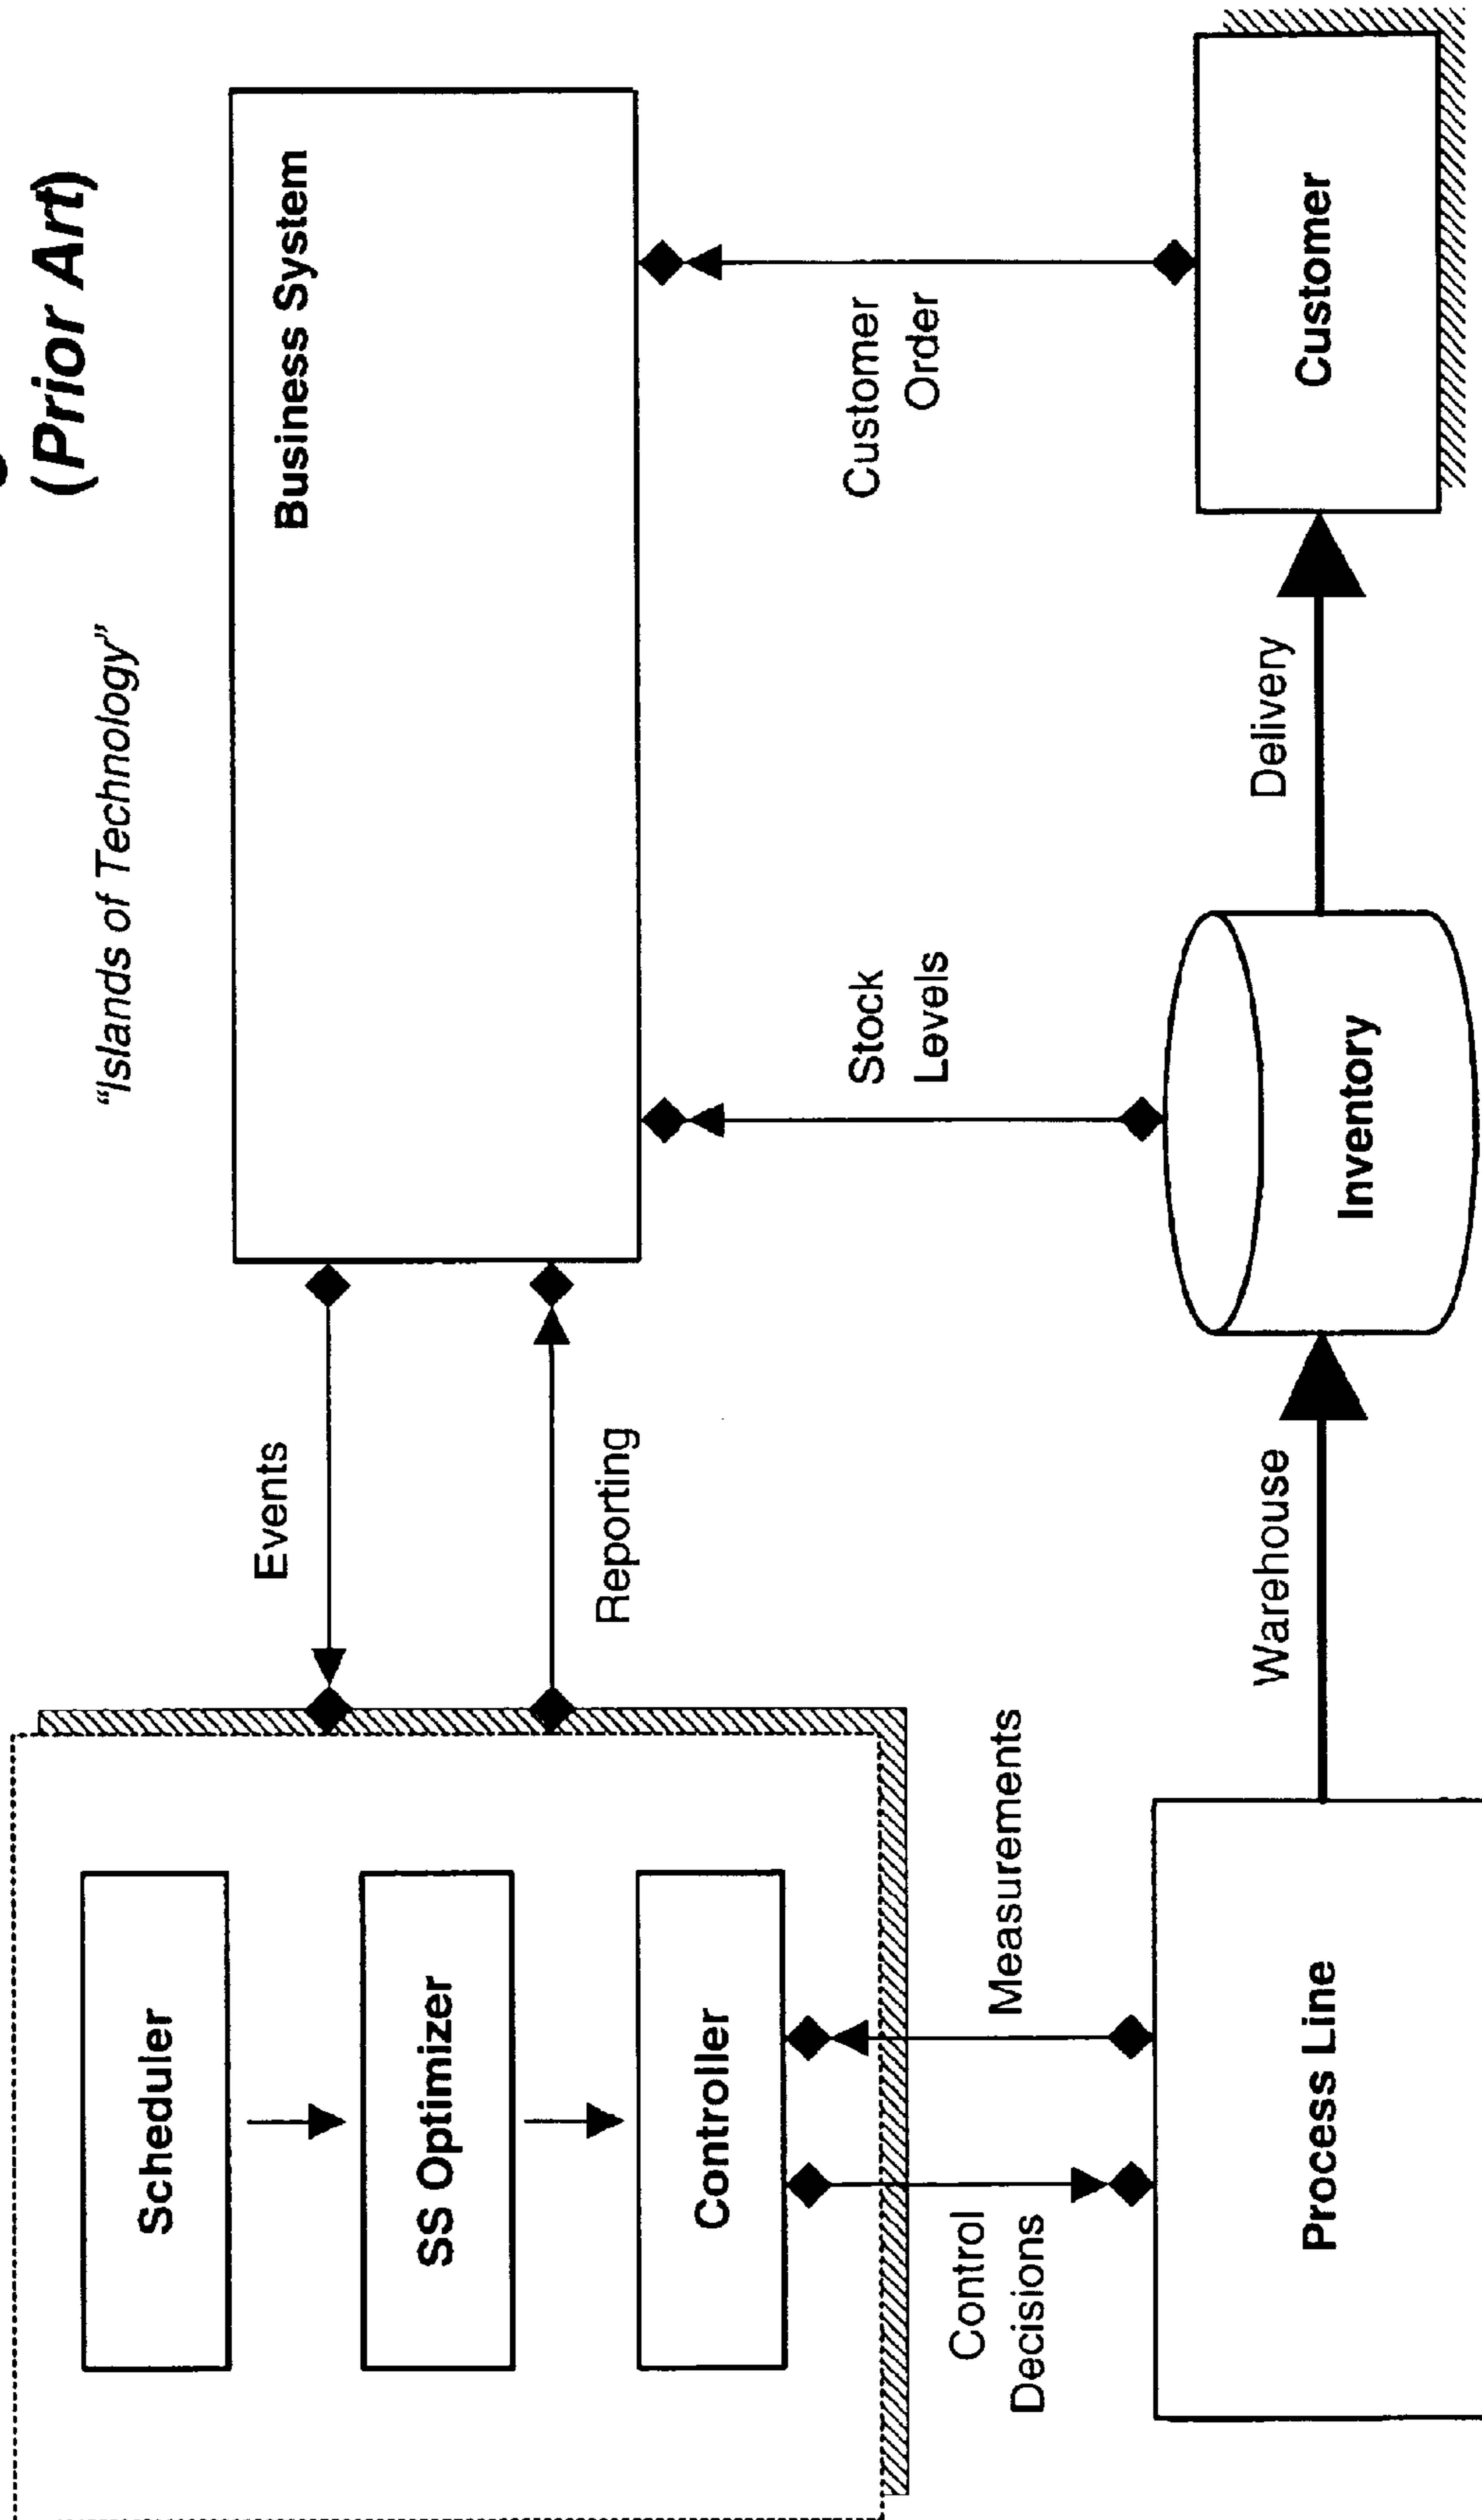 (Prior Art)
“Islands of Technology”
Scheduler
SS Optimizer
Controller
Events
Reporting
Business System
Control
Decisions
Measurements
Stock
Levels
Customer
Order
Process Line
Warehouse
Inventory
Delivery
Customer